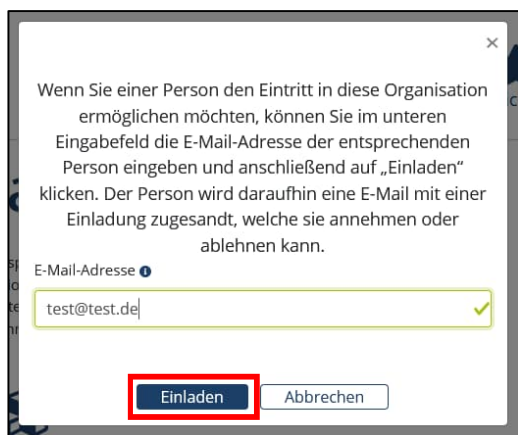 ×
Wenn Sie einer Person den Eintritt in diese Organisation
ermöglichen möchten, können Sie im unteren
Eingabefeld die E-Mail-Adresse der entsprechenden
Person eingeben und anschließend auf „Einladen“
klicken. Der Person wird daraufhin eine E-Mail mit einer
Einladung zugesandt, welche sie annehmen oder
ablehnen kann.
E-Mail-Adresse
test@test.de
Einladen Abbrechen